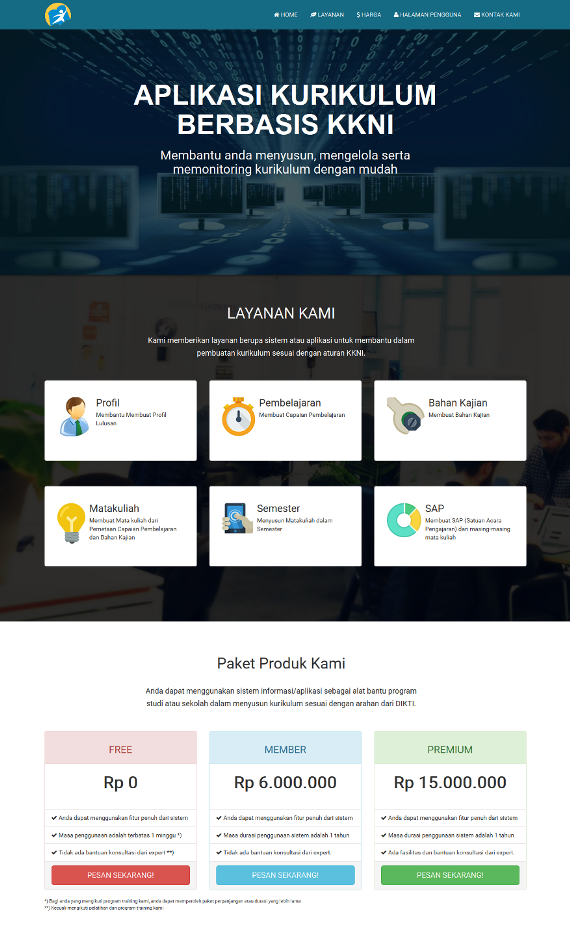 HOME LAYANAN HARGA HALAMAN PENGGUNA KONTAK KAMI
APLIKASI KURIKULUM
BERBASIS KKNI
Membantu anda menyusun, mengelola serta
memonitoring kurikulum dengan mudah
LAYANAN KAMI
Kami memberikan layanan berupa sistem atau aplikasi untuk membantu dalam
pembuatan kurikulum sesuai dengan aturan KKNI.
Profil
Membantu Membuat Profil
Lulusan
Pembelajaran
Membuat Capaian Pembelajaran
Bahan Kajian
Membuat Bahan Kajian
Matakuliah
Membuat Mata kuliah dari
Pemetaan Capaian Pembelajaran
dan Bahan Kajian
Semester
Menyusun Matakuliah dalam
Semester
SAP
Membuat SAP (Satuan Acara
Pengajaran) dari masing-masing
mata kuliah
Paket Produk Kami
Anda dapat menggunakan sistem informasi/aplikasi sebagai alat bantu program
studi atau sekolah dalam menyusun kurikulum sesuai dengan arahan dari DIKTI.
FREE
Rp 0
Anda dapat menggunakan fitur penuh dari sistem
Masa penggunaan adalah terbatas 1 minggu *)
Tidak ada bantuan konsultasi dari expert **)
PESAN SEKARANG!
MEMBER
Rp 6.000.000
Anda dapat menggunakan fitur penuh dari sistem
Masa durasi penggunaan sistem adalah 1 tahun
Tidak ada bantuan konsultasi dari expert.
PESAN SEKARANG!
PREMIUM
Rp 15.000.000
Anda dapat menggunakan fitur penuh dari sistem
Masa durasi penggunaan sistem adalah 1 tahun
Ada fasilitas dan bantuan konsultasi dari expert.
PESAN SEKARANG!
*) Bagi anda yang mengikuti program training kami, anda dapat memperoleh paket perpanjangan atau durasi yang lebih lama
**) Kecuali mengikuti pelatihan dan program training kami